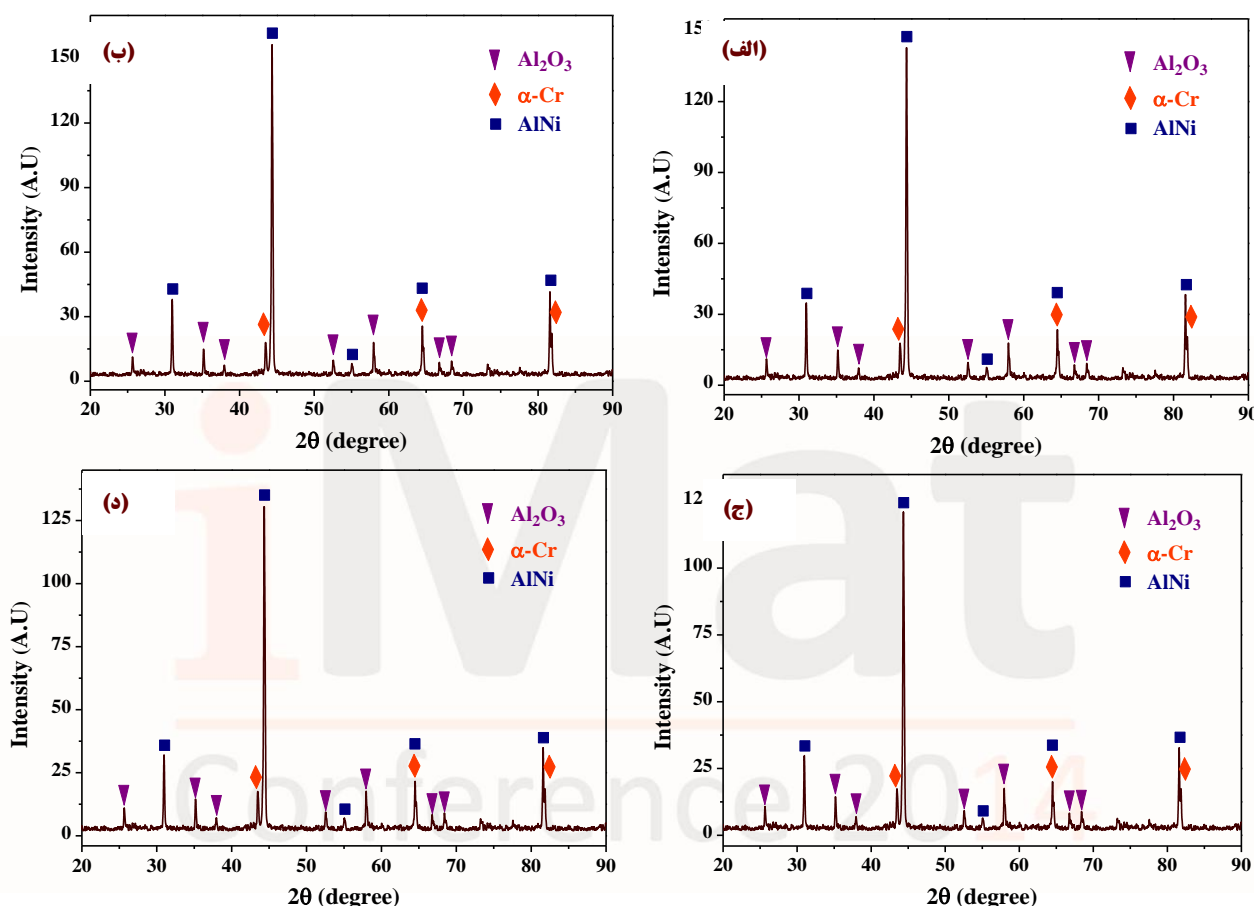 (ب)
Al₂O₃
α-Cr
AlNi
Intensity (A.U)
150
120
90
60
30
0
20 30 40 50 60 70 80 90
2θ (degree)
(الف)
Al₂O₃
α-Cr
AlNi
Intensity (A.U)
15
120
90
60
30
0
20 30 40 50 60 70 80 90
2θ (degree)
(د)
Al₂O₃
α-Cr
AlNi
Intensity (A.U)
125
100
75
50
25
0
20 30 40 50 60 70 80 90
2θ (degree)
(ج)
Al₂O₃
α-Cr
AlNi
Intensity (A.U)
12
100
75
50
25
0
20 30 40 50 60 70 80 90
2θ (degree)
iMat
Conference 2014